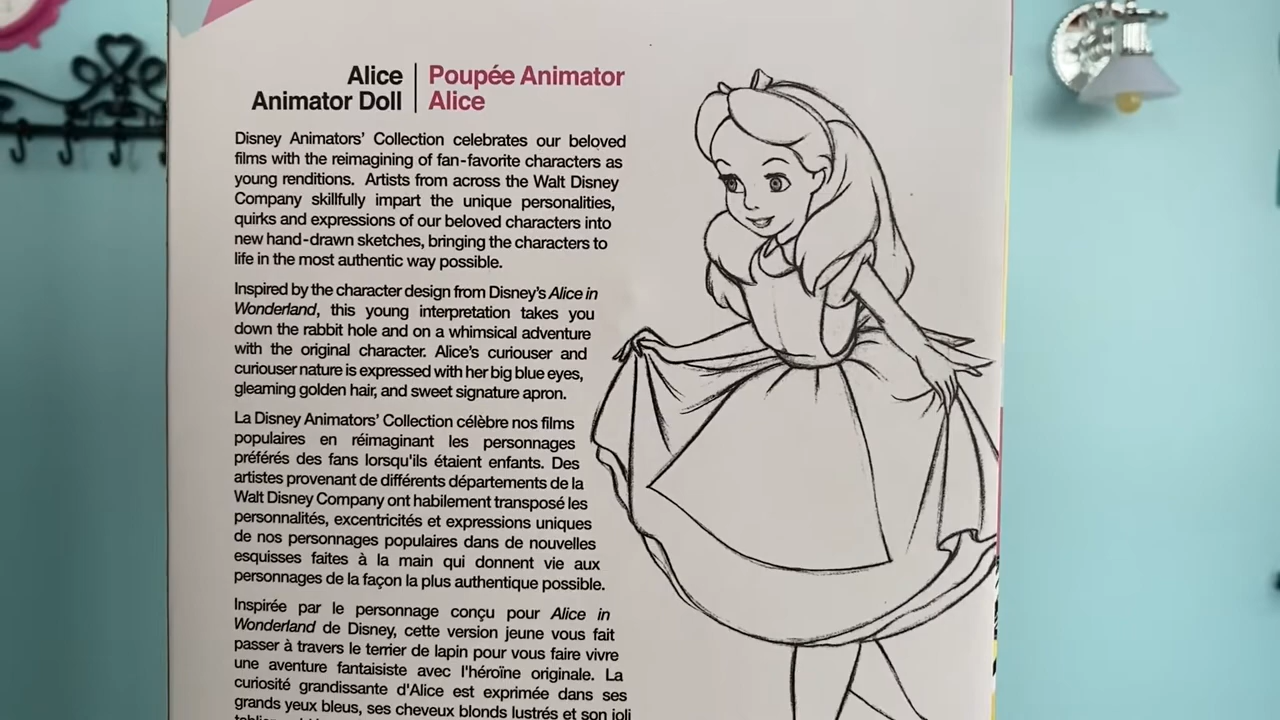 Alice
Animator Doll
Poupée Animator
Alice
Disney Animators’ Collection celebrates our beloved
films with the reimagining of fan-favorite characters as
young renditions. Artists from across the Walt Disney
Company skillfully impart the unique personalities,
quirks and expressions of our beloved characters into
new hand-drawn sketches, bringing the characters to
life in the most authentic way possible.
Inspired by the character design from Disney’s Alice in
Wonderland, this young interpretation takes you
down the rabbit hole and on a whimsical adventure
with the original character. Alice’s curiouser and
curiouser nature is expressed with her big blue eyes,
gleaming golden hair, and sweet signature apron.
La Disney Animators’ Collection célèbre nos films
populaires en réimaginant les personnages
préférés des fans lorsqu'ils étaient enfants. Des
artistes provenant de différents départements de la
Walt Disney Company ont habilement transposé les
personnalités, excentricités et expressions uniques
de nos personnages populaires dans de nouvelles
esquisses faites à la main qui donnent vie aux
personnages de la façon la plus authentique possible.
Inspirée par le personnage conçu pour Alice in
Wonderland de Disney, cette version jeune vous fait
passer à travers le terrier de lapin pour vous faire vivre
une aventure fantaisiste avec l'héroïne originale. La
curiosité grandissante d'Alice est exprimée dans ses
grands yeux bleus, ses cheveux blonds lustrés et son joli